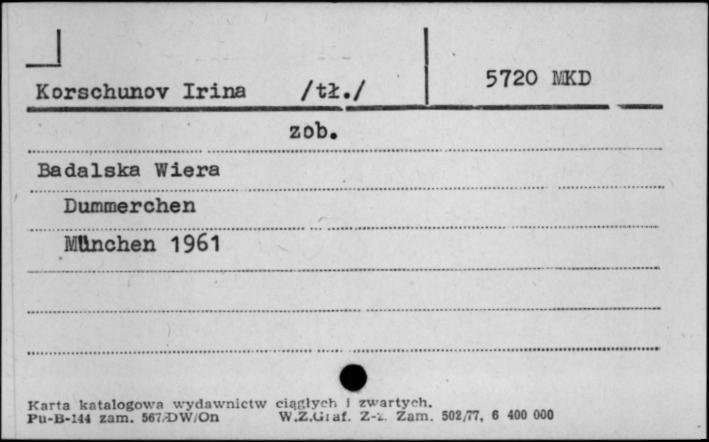 Korschunov Irina /tł./ 5720 MKD
zob.
Badalska Wiera
Dummerchen
München 1961
Karta katalogowa wydawnictw ciągłych i zwartych.
Pu-B-144 zam. 567/DW/On W.Z.Graf. Z-z. Zam. 502/77, 6 400 000